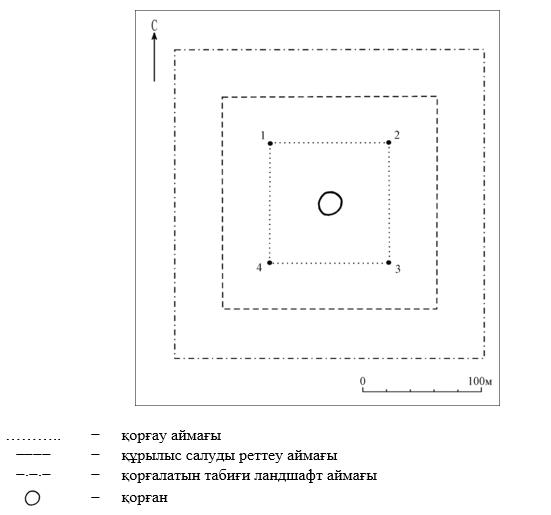 С
1 2
4 3
0 100м
........... – қорғау аймағы
–––– – құрылыс салуды реттеу аймағы
–·–·– – қорғалатын табиғи ландшафт аймағы
– қорған